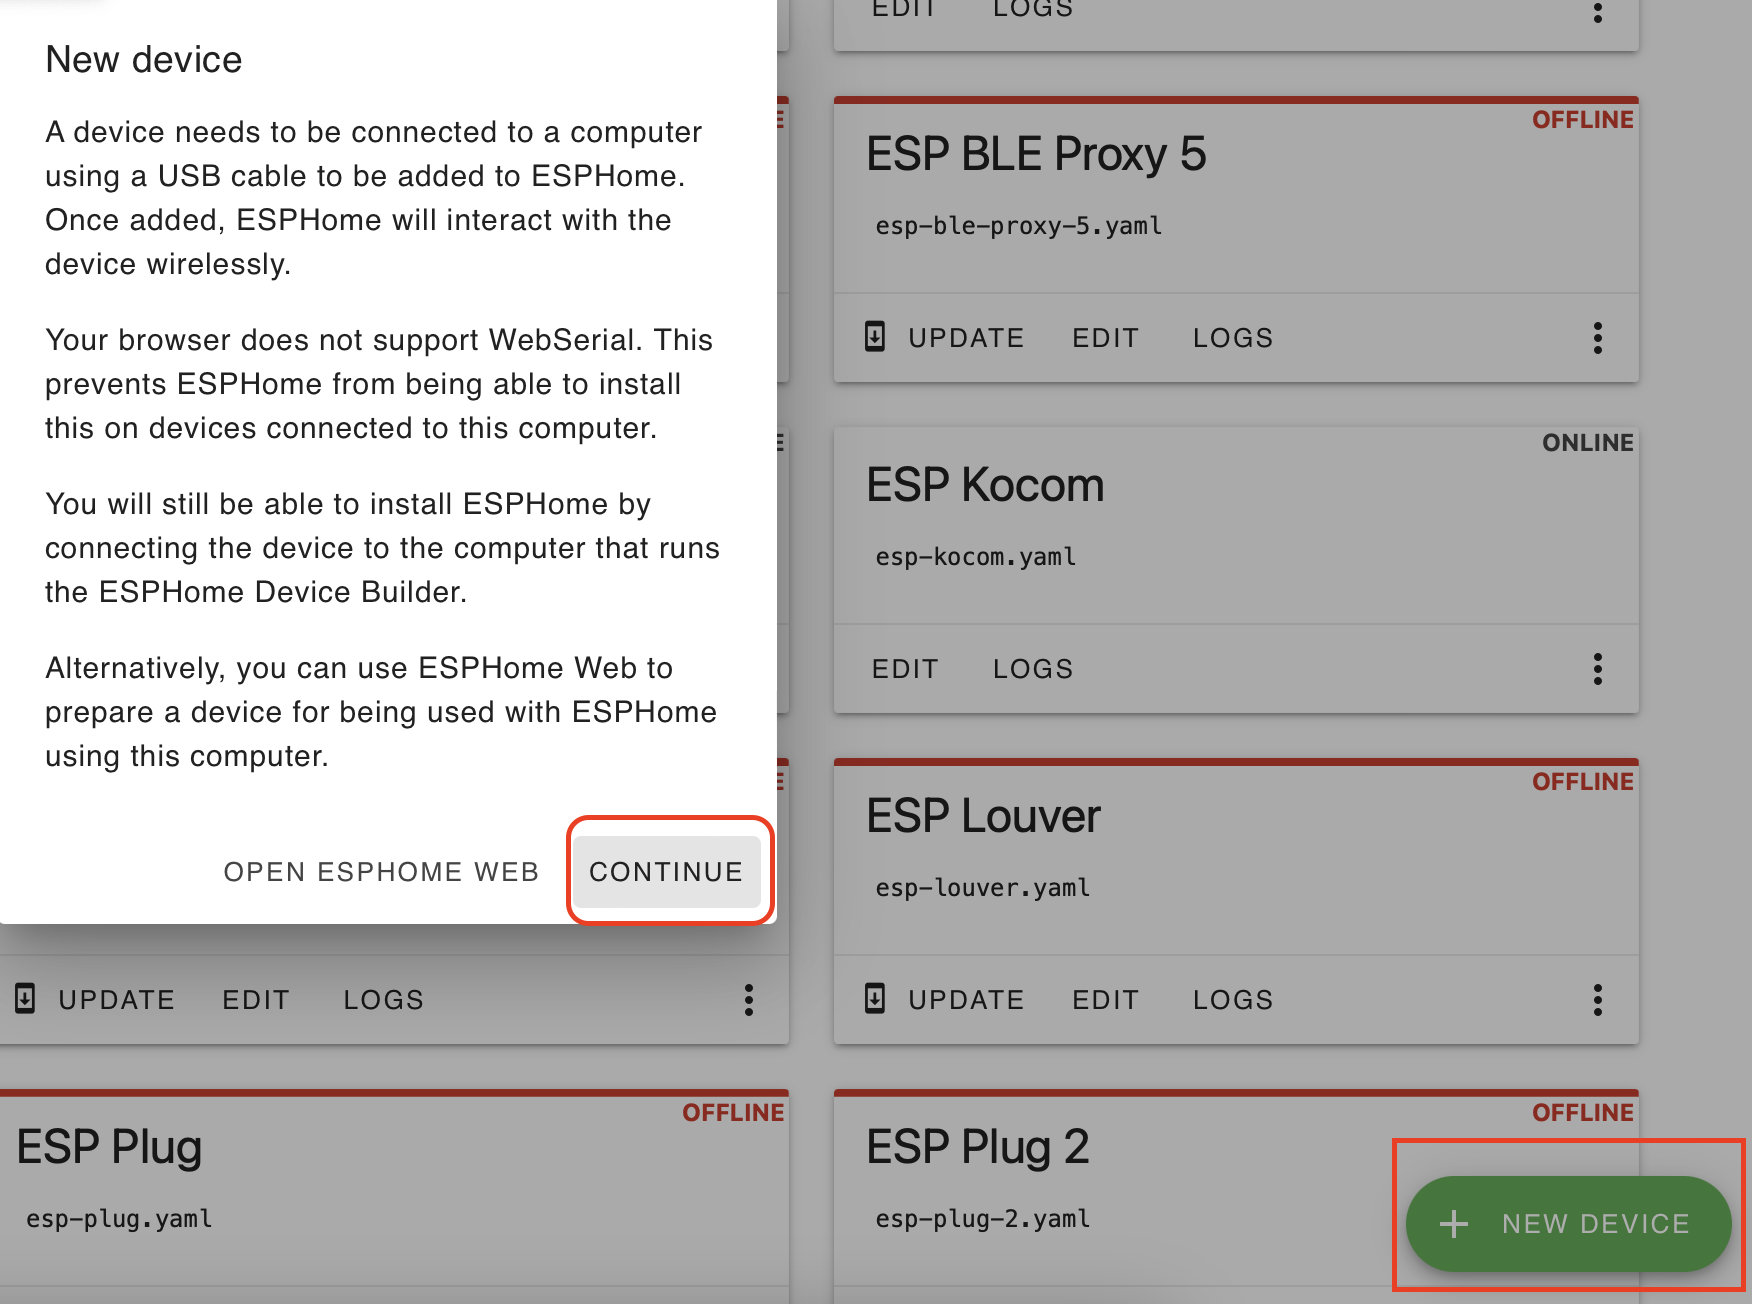 New device
A device needs to be connected to a computer
using a USB cable to be added to ESPHome.
Once added, ESPHome will interact with the
device wirelessly.
Your browser does not support WebSerial. This
prevents ESPHome from being able to install
this on devices connected to this computer.
You will still be able to install ESPHome by
connecting the device to the computer that runs
the ESPHome Device Builder.
Alternatively, you can use ESPHome Web to
prepare a device for being used with ESPHome
using this computer.
OPEN ESPHOME WEB CONTINUE
EDIT LOGS
OFFLINE
ESP BLE Proxy 5
esp-ble-proxy-5.yaml
UPDATE EDIT LOGS
ONLINE
ESP Kocom
esp-kocom.yaml
EDIT LOGS
OFFLINE
ESP Louver
esp-louver.yaml
UPDATE EDIT LOGS
UPDATE EDIT LOGS
OFFLINE
ESP Plug
esp-plug.yaml
OFFLINE
ESP Plug 2
esp-plug-2.yaml
NEW DEVICE